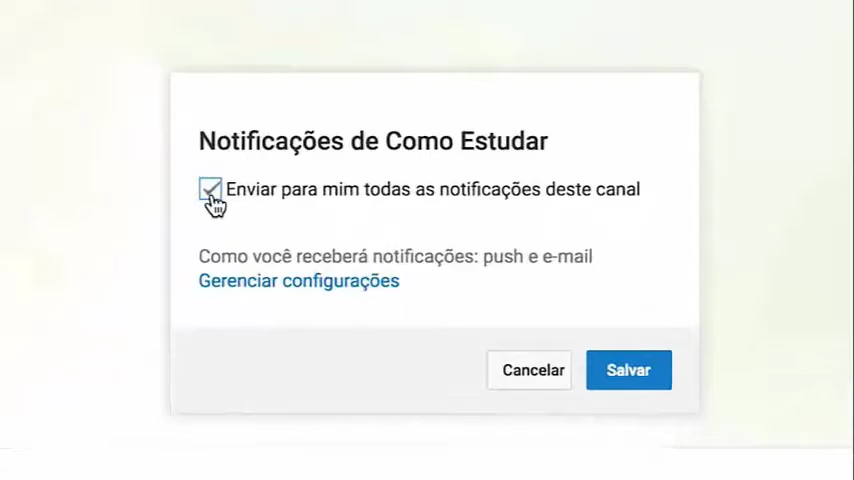 Notificações de Como Estudar
Enviar para mim todas as notificações deste canal
Como você receberá notificações: push e e-mail
Gerenciar configurações
Cancelar Salvar